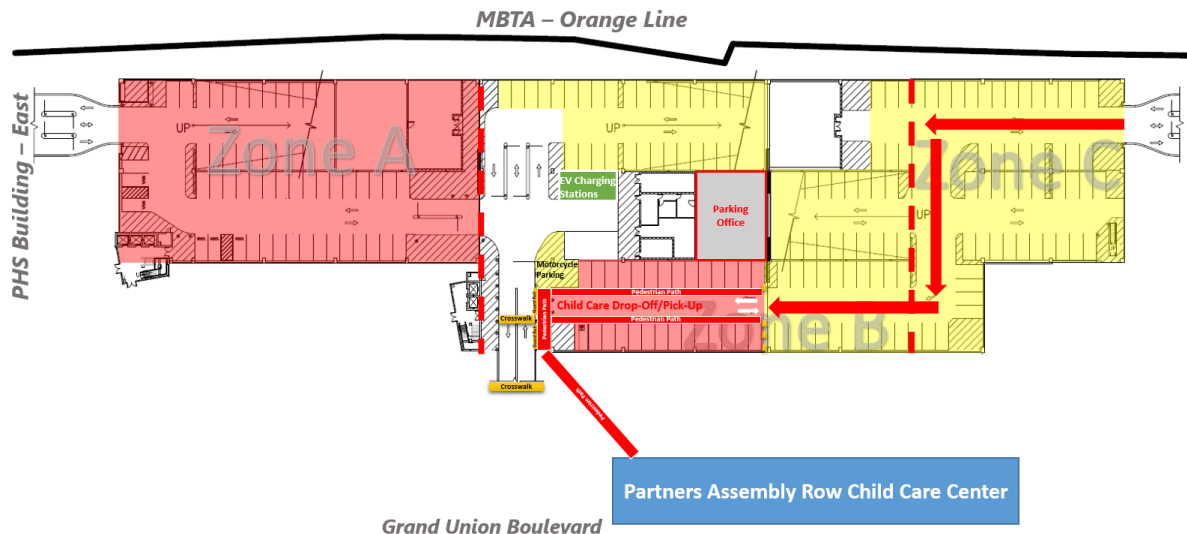 MBTA – Orange Line
PHS Building – East
UP
Zone A
UP
Zone C
EV Charging
Stations
Parking
Office
UP
Motorcycle
Parking
Pedestrian Path
Child Care Drop-Off/Pick-Up
Zone B
Pedestrian Path
Pedestrian Path
Crosswalk
Crosswalk
Pedestrian Path
Partners Assembly Row Child Care Center
Grand Union Boulevard